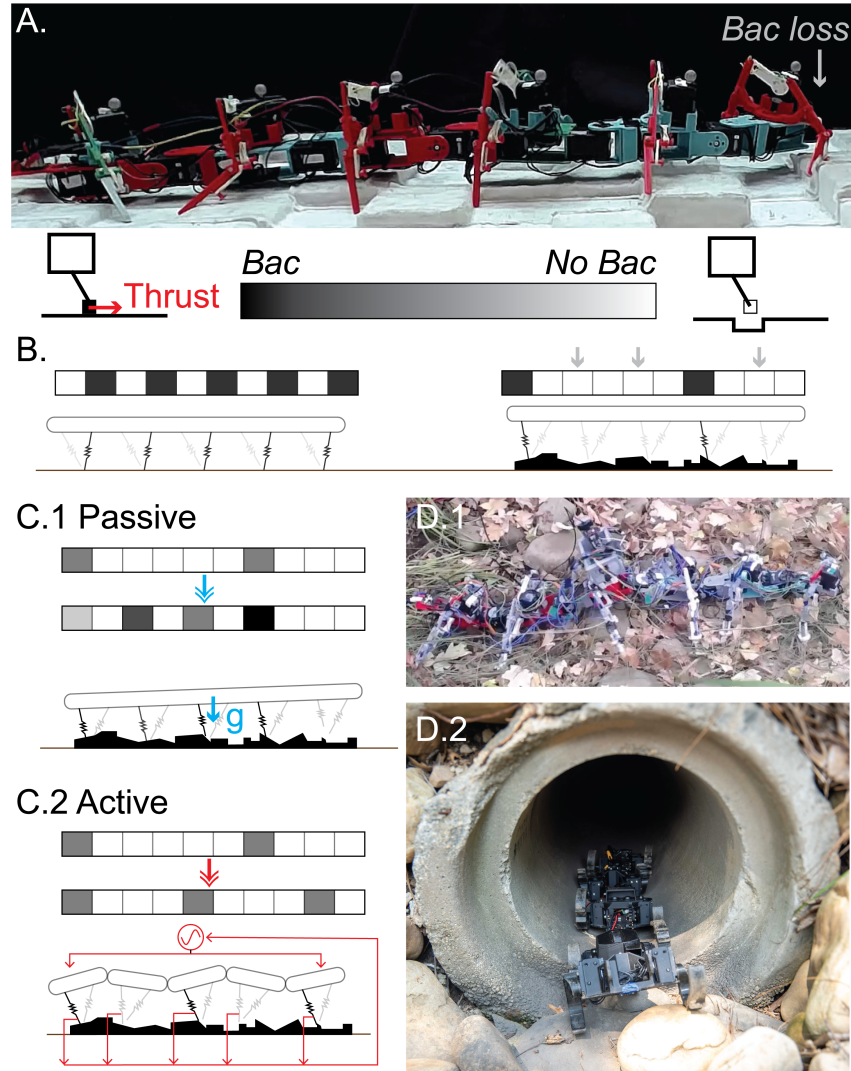 A.
Bac loss
Bac
No Bac
Thrust
B.
C.1 Passive
g
D.1
D.2
C.2 Active